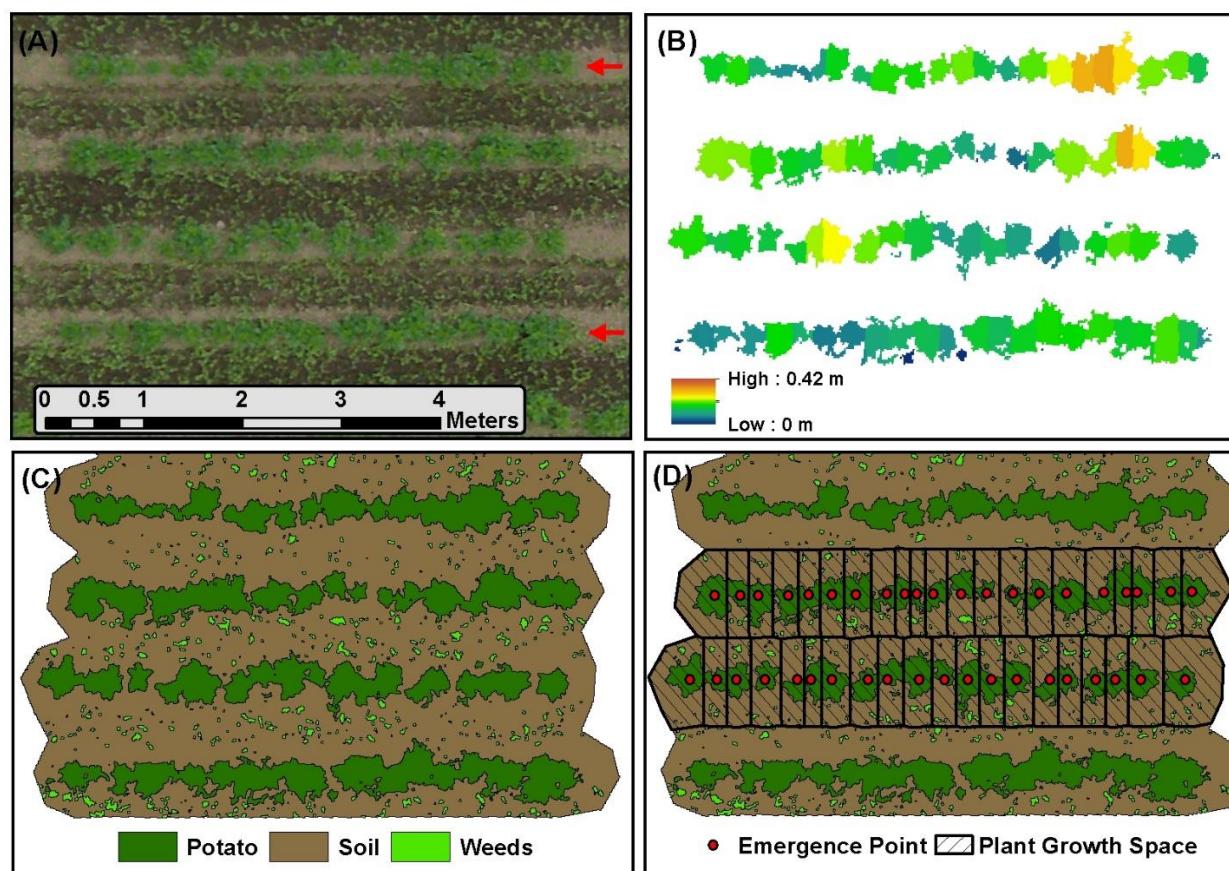 (A)
0 0.5 1 2 3 4
Meters
(B)
High : 0.42 m
Low : 0 m
(C)
Potato Soil Weeds
(D)
Emergence Point Plant Growth Space